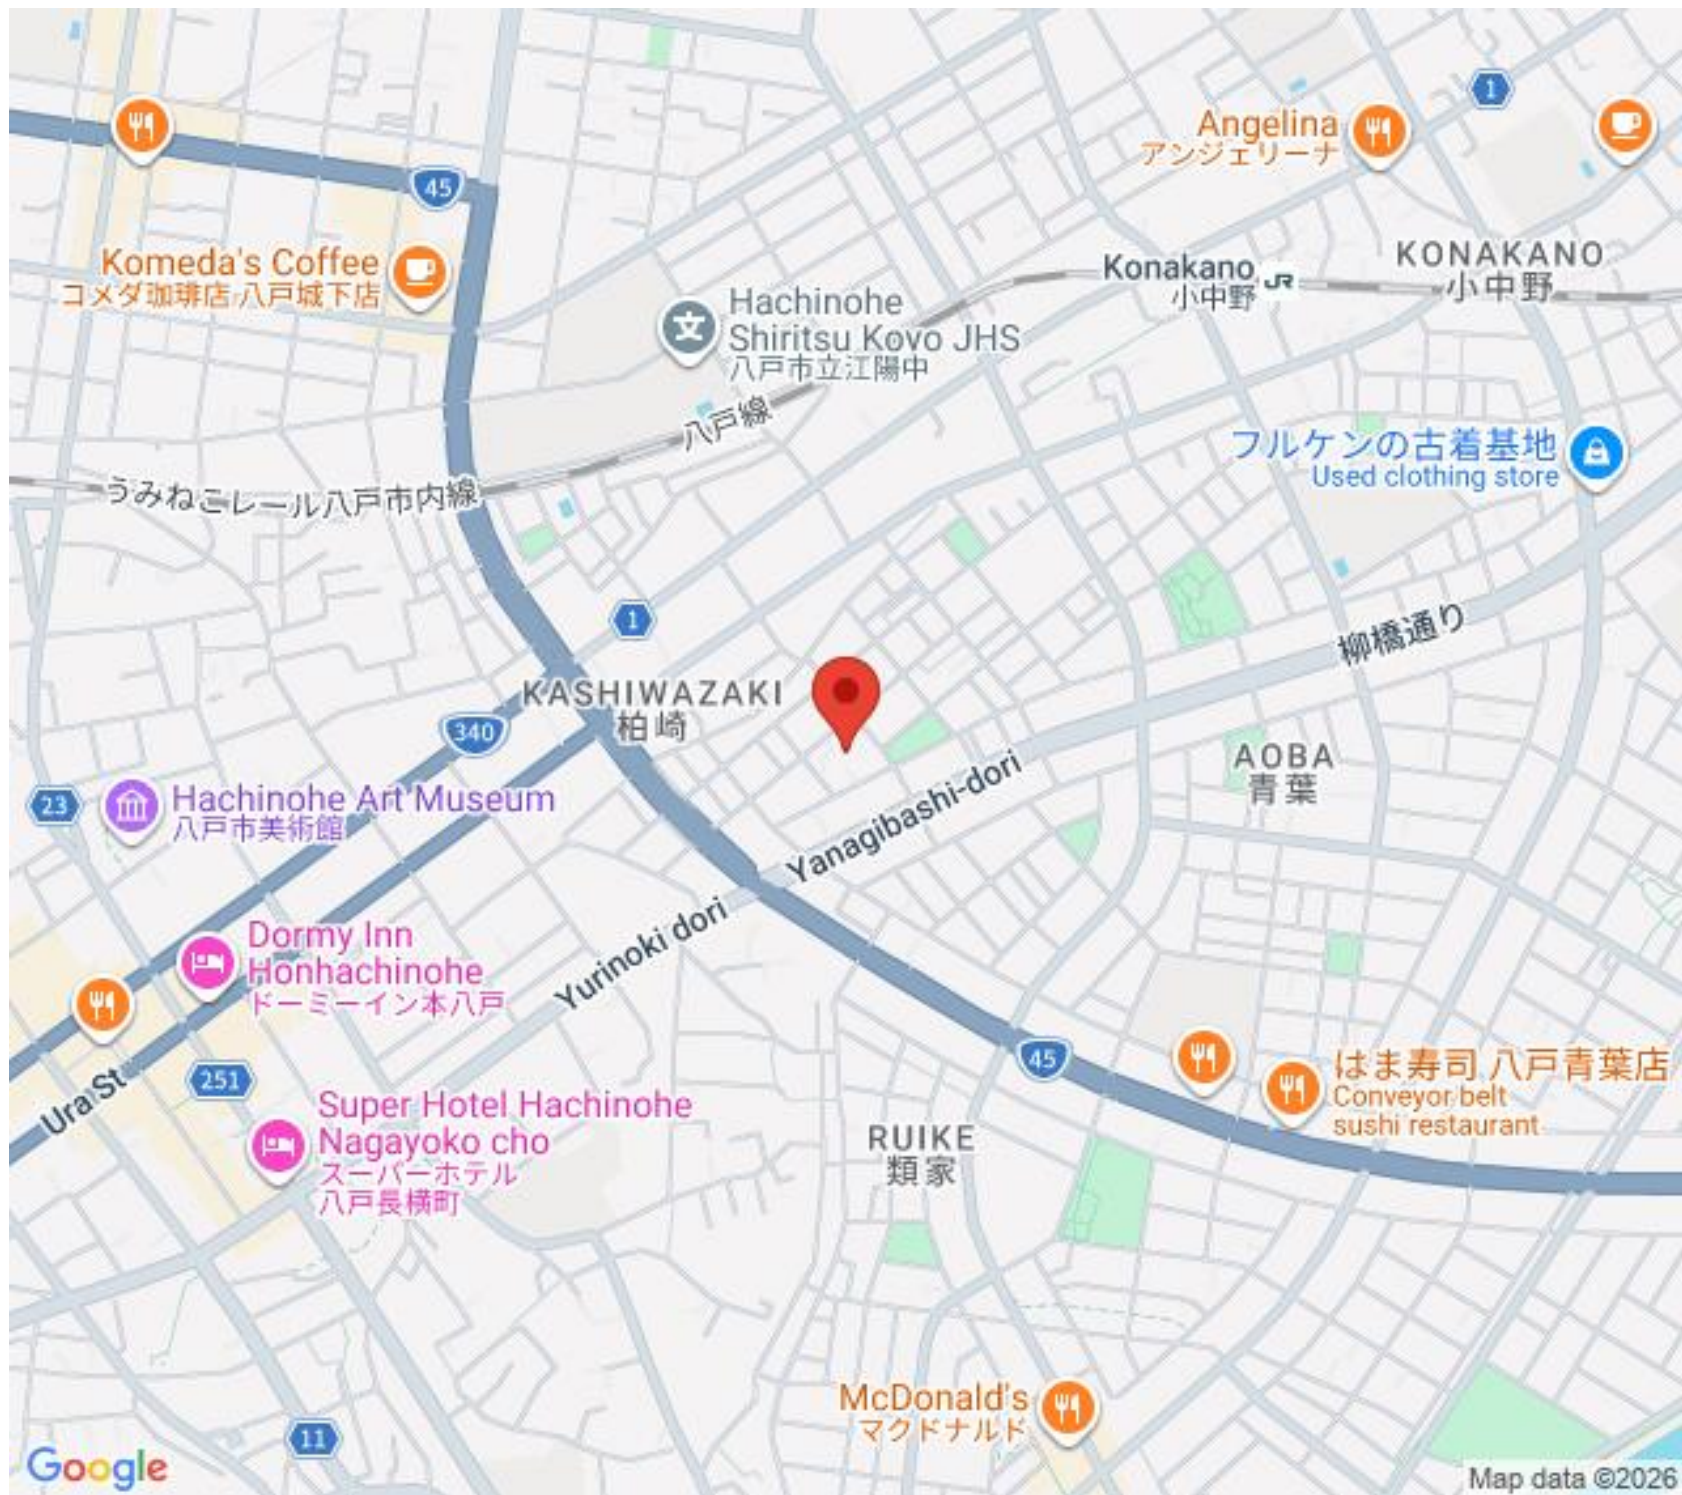 1
Angelina
アンジェリーナ
45
Komeda's Coffee
コメダ珈琲店 八戸城下店
Konakano
小中野
JR
KONAKANO
小中野
Hachinohe
Shiritsu Koyo JHS
八戸市立江陽中
八戸線
フルケンの古着基地
Used clothing store
うみねこレール八戸市内線
1
柳橋通り
KASHIWAZAKI
柏崎
340
AOBA
青葉
23
Hachinohe Art Museum
八戸市美術館
Yanagibashi-dori
Yurinoki dori
Dormy Inn
Honhachinohe
ドーミーイン本八戸
45
251
Ura St
はま寿司 八戸青葉店
Conveyor belt
sushi restaurant
Super Hotel Hachinohe
Nagayoko cho
スーパーホテル
八戸長横町
RUIKE
類家
McDonald's
マクドナルド
11
Google
Map data ©2026